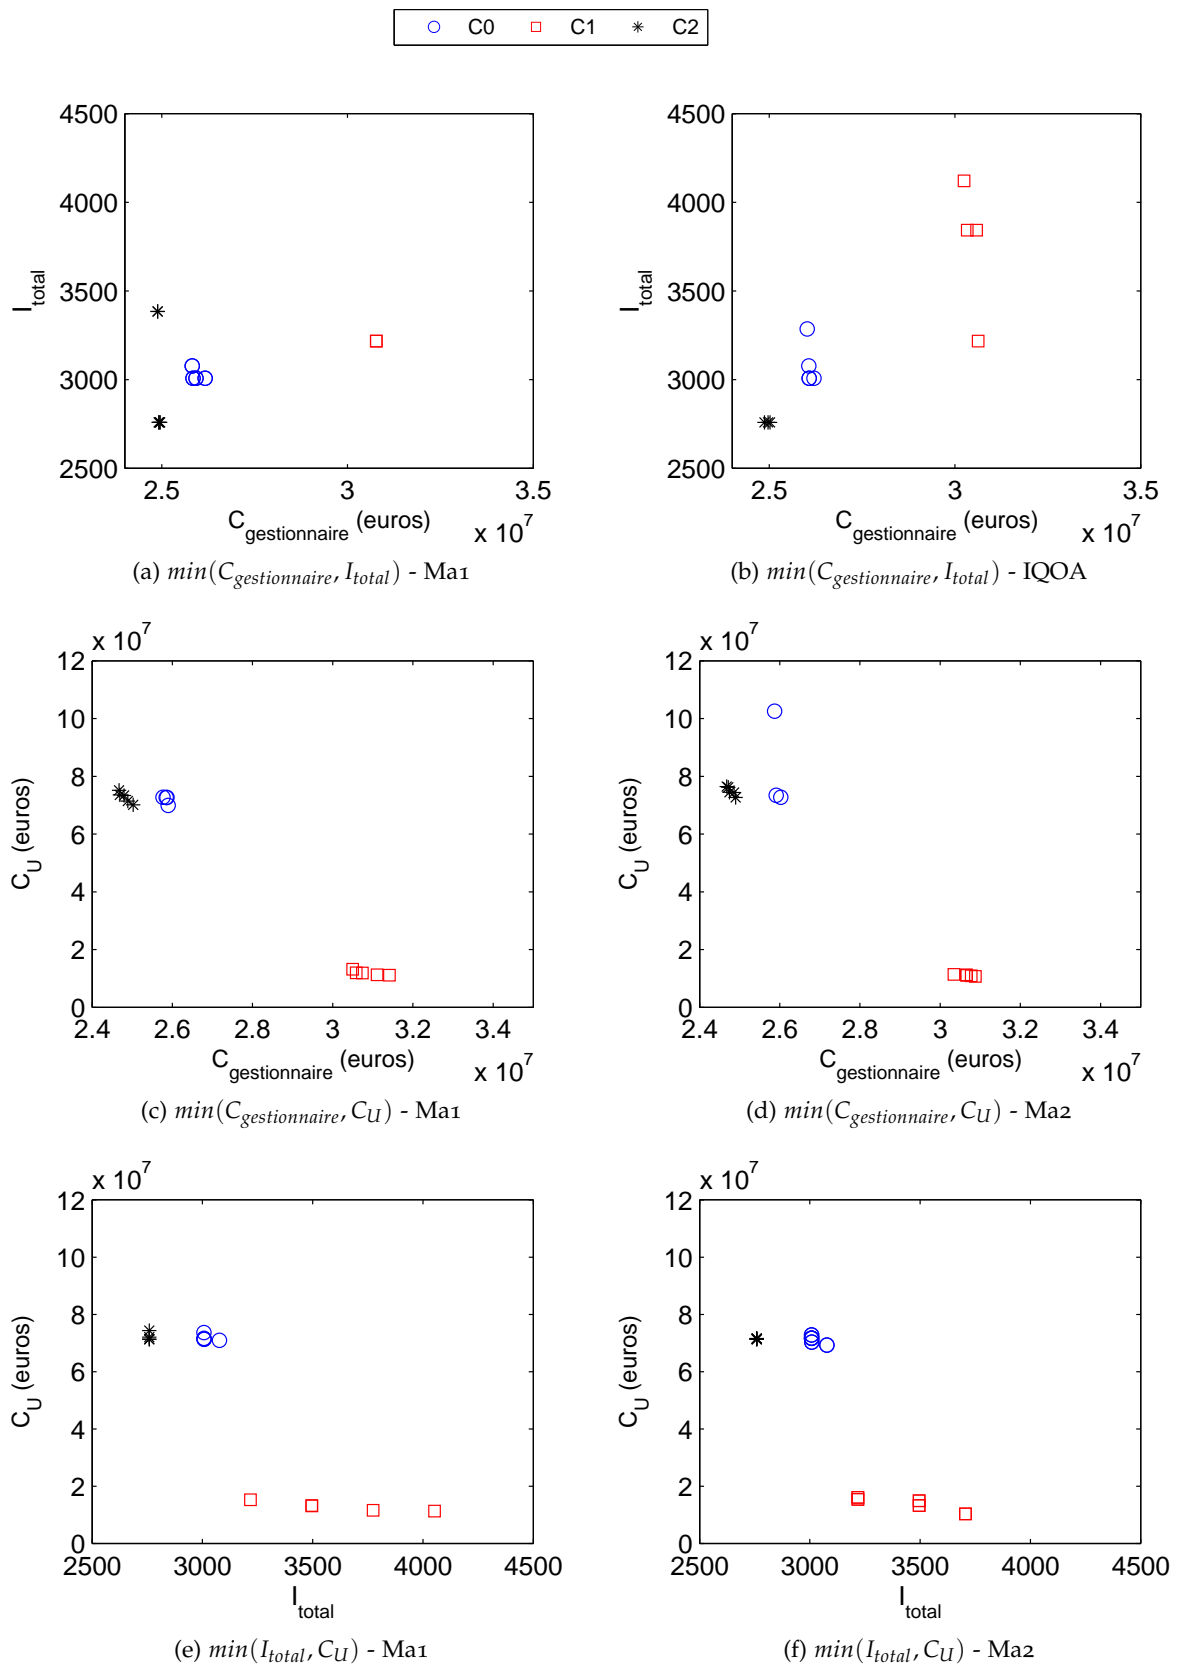 C0 C1 C2
4500
4000
3500
3000
2500
I_total
2.5 3 3.5
C_gestionnaire (euros)
x 10^7
(a) min(C_gestionnaire, I_total) - Ma1
4500
4000
3500
3000
2500
I_total
2.5 3 3.5
C_gestionnaire (euros)
x 10^7
(b) min(C_gestionnaire, I_total) - IQOA
x 10^7
12
10
8
6
4
2
0
C_U (euros)
2.4 2.6 2.8 3 3.2 3.4
C_gestionnaire (euros)
x 10^7
(c) min(C_gestionnaire, C_U) - Ma1
x 10^7
12
10
8
6
4
2
0
C_U (euros)
2.4 2.6 2.8 3 3.2 3.4
C_gestionnaire (euros)
x 10^7
(d) min(C_gestionnaire, C_U) - Ma2
x 10^7
12
10
8
6
4
2
0
C_U (euros)
2500 3000 3500 4000 4500
I_total
(e) min(I_total, C_U) - Ma1
x 10^7
12
10
8
6
4
2
0
C_U (euros)
2500 3000 3500 4000 4500
I_total
(f) min(I_total, C_U) - Ma2